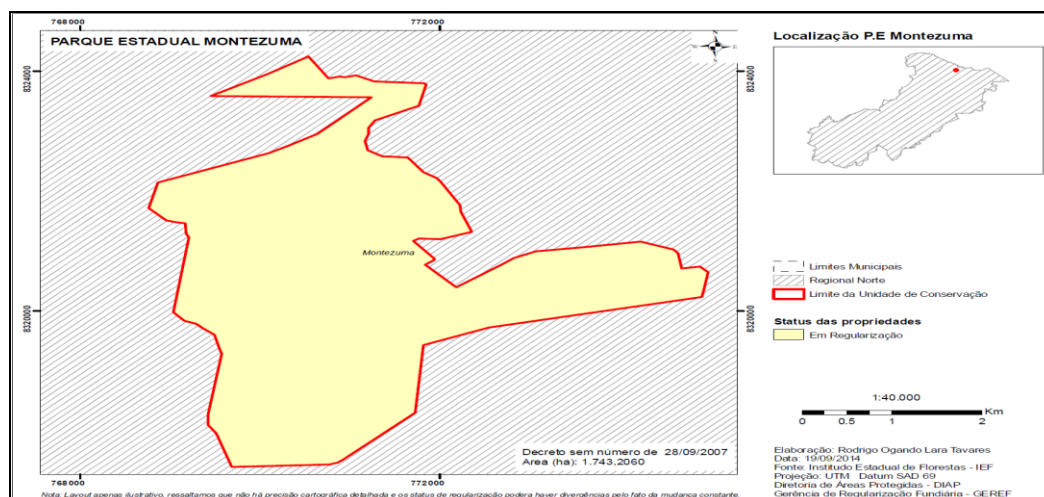 768000
772000
PARQUE ESTADUAL MONTEZUMA
8324000
8324000
Montezuma
8320000
8320000
Decreto sem número de 28/09/2007
Area (ha): 1.743.2060
768000
772000
Nota: Layout apenas ilustrativo, ressaltamos que não há precisão cartográfica detalhada e os status de regularização podera haver divergências pelo fato da mudança constante.
Localização P.E Montezuma
Limites Municipais
Regional Norte
Limite da Unidade de Conservação
Status das propriedades
Em Regularização
1:40.000
Km
0 0.5 1 2
Elaboração: Rodrigo Ogando Lara Tavares
Data: 19/09/2014
Fonte: Institudo Estadual de Florestas - IEF
Projeção: UTM Datum SAD 69
Diretoria de Áreas Protegidas - DIAP
Gerência de Regularização Fundiária - GEREF